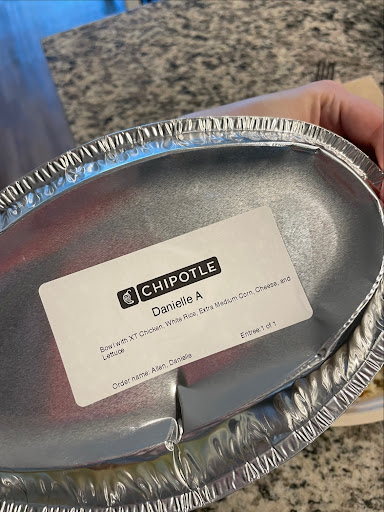 CHIPOTLE
Danielle A
Bowl with XT Chicken, White Rice, Extra Medium Corn, Cheese, and
Lettuce
Entree:1 of 1
Order name: Allen, Danielle